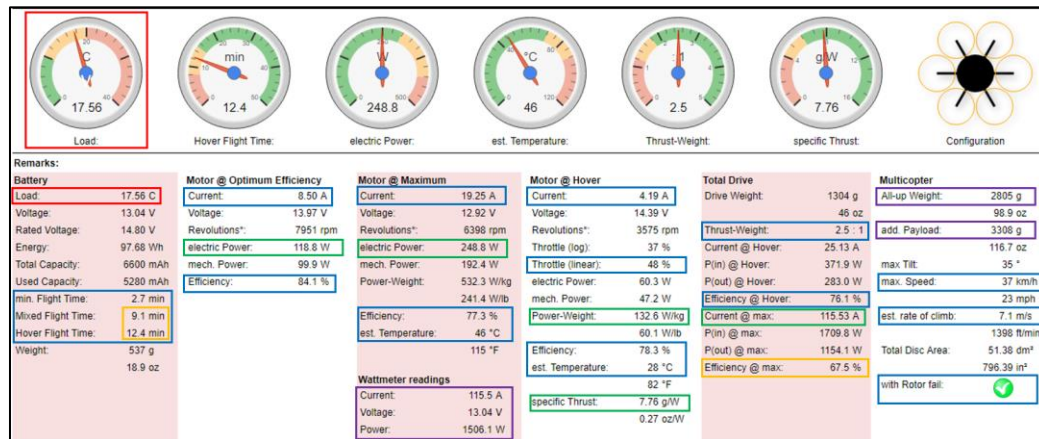 C
17.56
min
12.4
W
248.8
°C
46
: 1
2.5
g/W
7.76
Load:
Hover Flight Time:
electric Power:
est. Temperature:
Thrust-Weight:
specific Thrust:
Configuration
Remarks:
Battery
Load: 17.56 C
Voltage: 13.04 V
Rated Voltage: 14.80 V
Energy: 97.68 Wh
Total Capacity: 6600 mAh
Used Capacity: 5280 mAh
min. Flight Time: 2.7 min
Mixed Flight Time: 9.1 min
Hover Flight Time: 12.4 min
Weight: 537 g
18.9 oz
Motor @ Optimum Efficiency
Current: 8.50 A
Voltage: 13.97 V
Revolutions*: 7951 rpm
electric Power: 118.8 W
mech. Power: 99.9 W
Efficiency: 84.1 %
Motor @ Maximum
Current: 19.25 A
Voltage: 12.92 V
Revolutions*: 6398 rpm
electric Power: 248.8 W
mech. Power: 192.4 W
Power-Weight: 532.3 W/kg
241.4 W/lb
Efficiency: 77.3 %
est. Temperature: 46 °C
115 °F
Wattmeter readings
Current: 115.5 A
Voltage: 13.04 V
Power: 1506.1 W
Motor @ Hover
Current: 4.19 A
Voltage: 14.39 V
Revolutions*: 3575 rpm
Throttle (log): 37 %
Throttle (linear): 48 %
electric Power: 60.3 W
mech. Power: 47.2 W
Power-Weight: 132.6 W/kg
60.1 W/lb
Efficiency: 78.3 %
est. Temperature: 28 °C
82 °F
specific Thrust: 7.76 g/W
0.27 oz/W
Total Drive
Drive Weight: 1304 g
46 oz
Thrust-Weight: 2.5 : 1
Current @ Hover: 25.13 A
P(in) @ Hover: 371.9 W
P(out) @ Hover: 283.0 W
Efficiency @ Hover: 76.1 %
Current @ max: 115.53 A
P(in) @ max: 1709.8 W
P(out) @ max: 1154.1 W
Efficiency @ max: 67.5 %
Multicopter
All-up Weight: 2805 g
98.9 oz
add. Payload: 3308 g
116.7 oz
max Tilt: 35 °
max. Speed: 37 km/h
23 mph
est. rate of climb: 7.1 m/s
1398 ft/min
Total Disc Area: 51.38 dm²
796.39 in²
with Rotor fail: